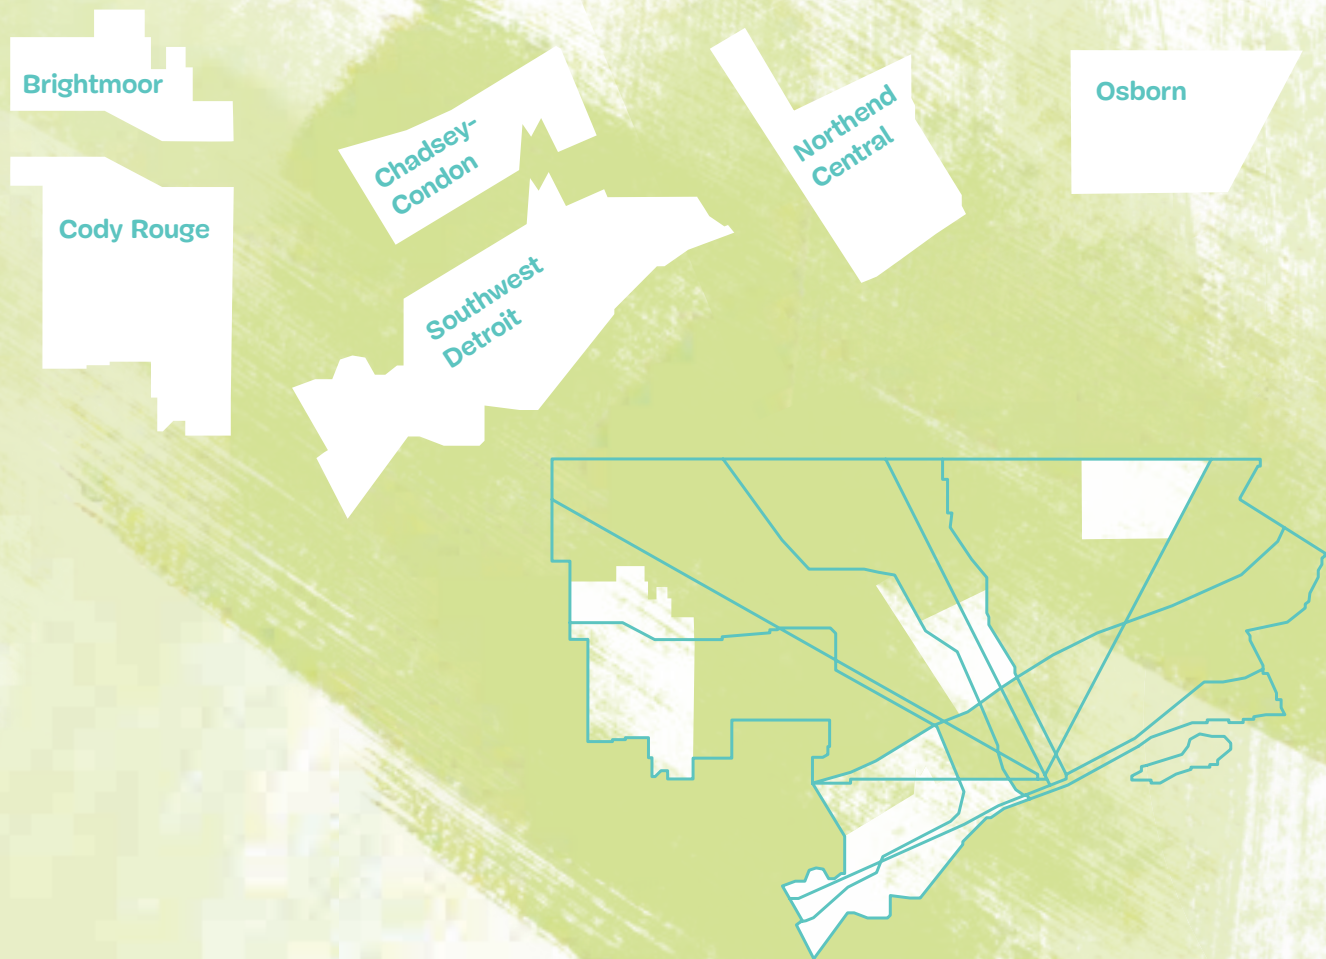 Brightmoor
Cody Rouge
Chadsey-
Condon
Southwest
Detroit
Northend
Central
Osborn